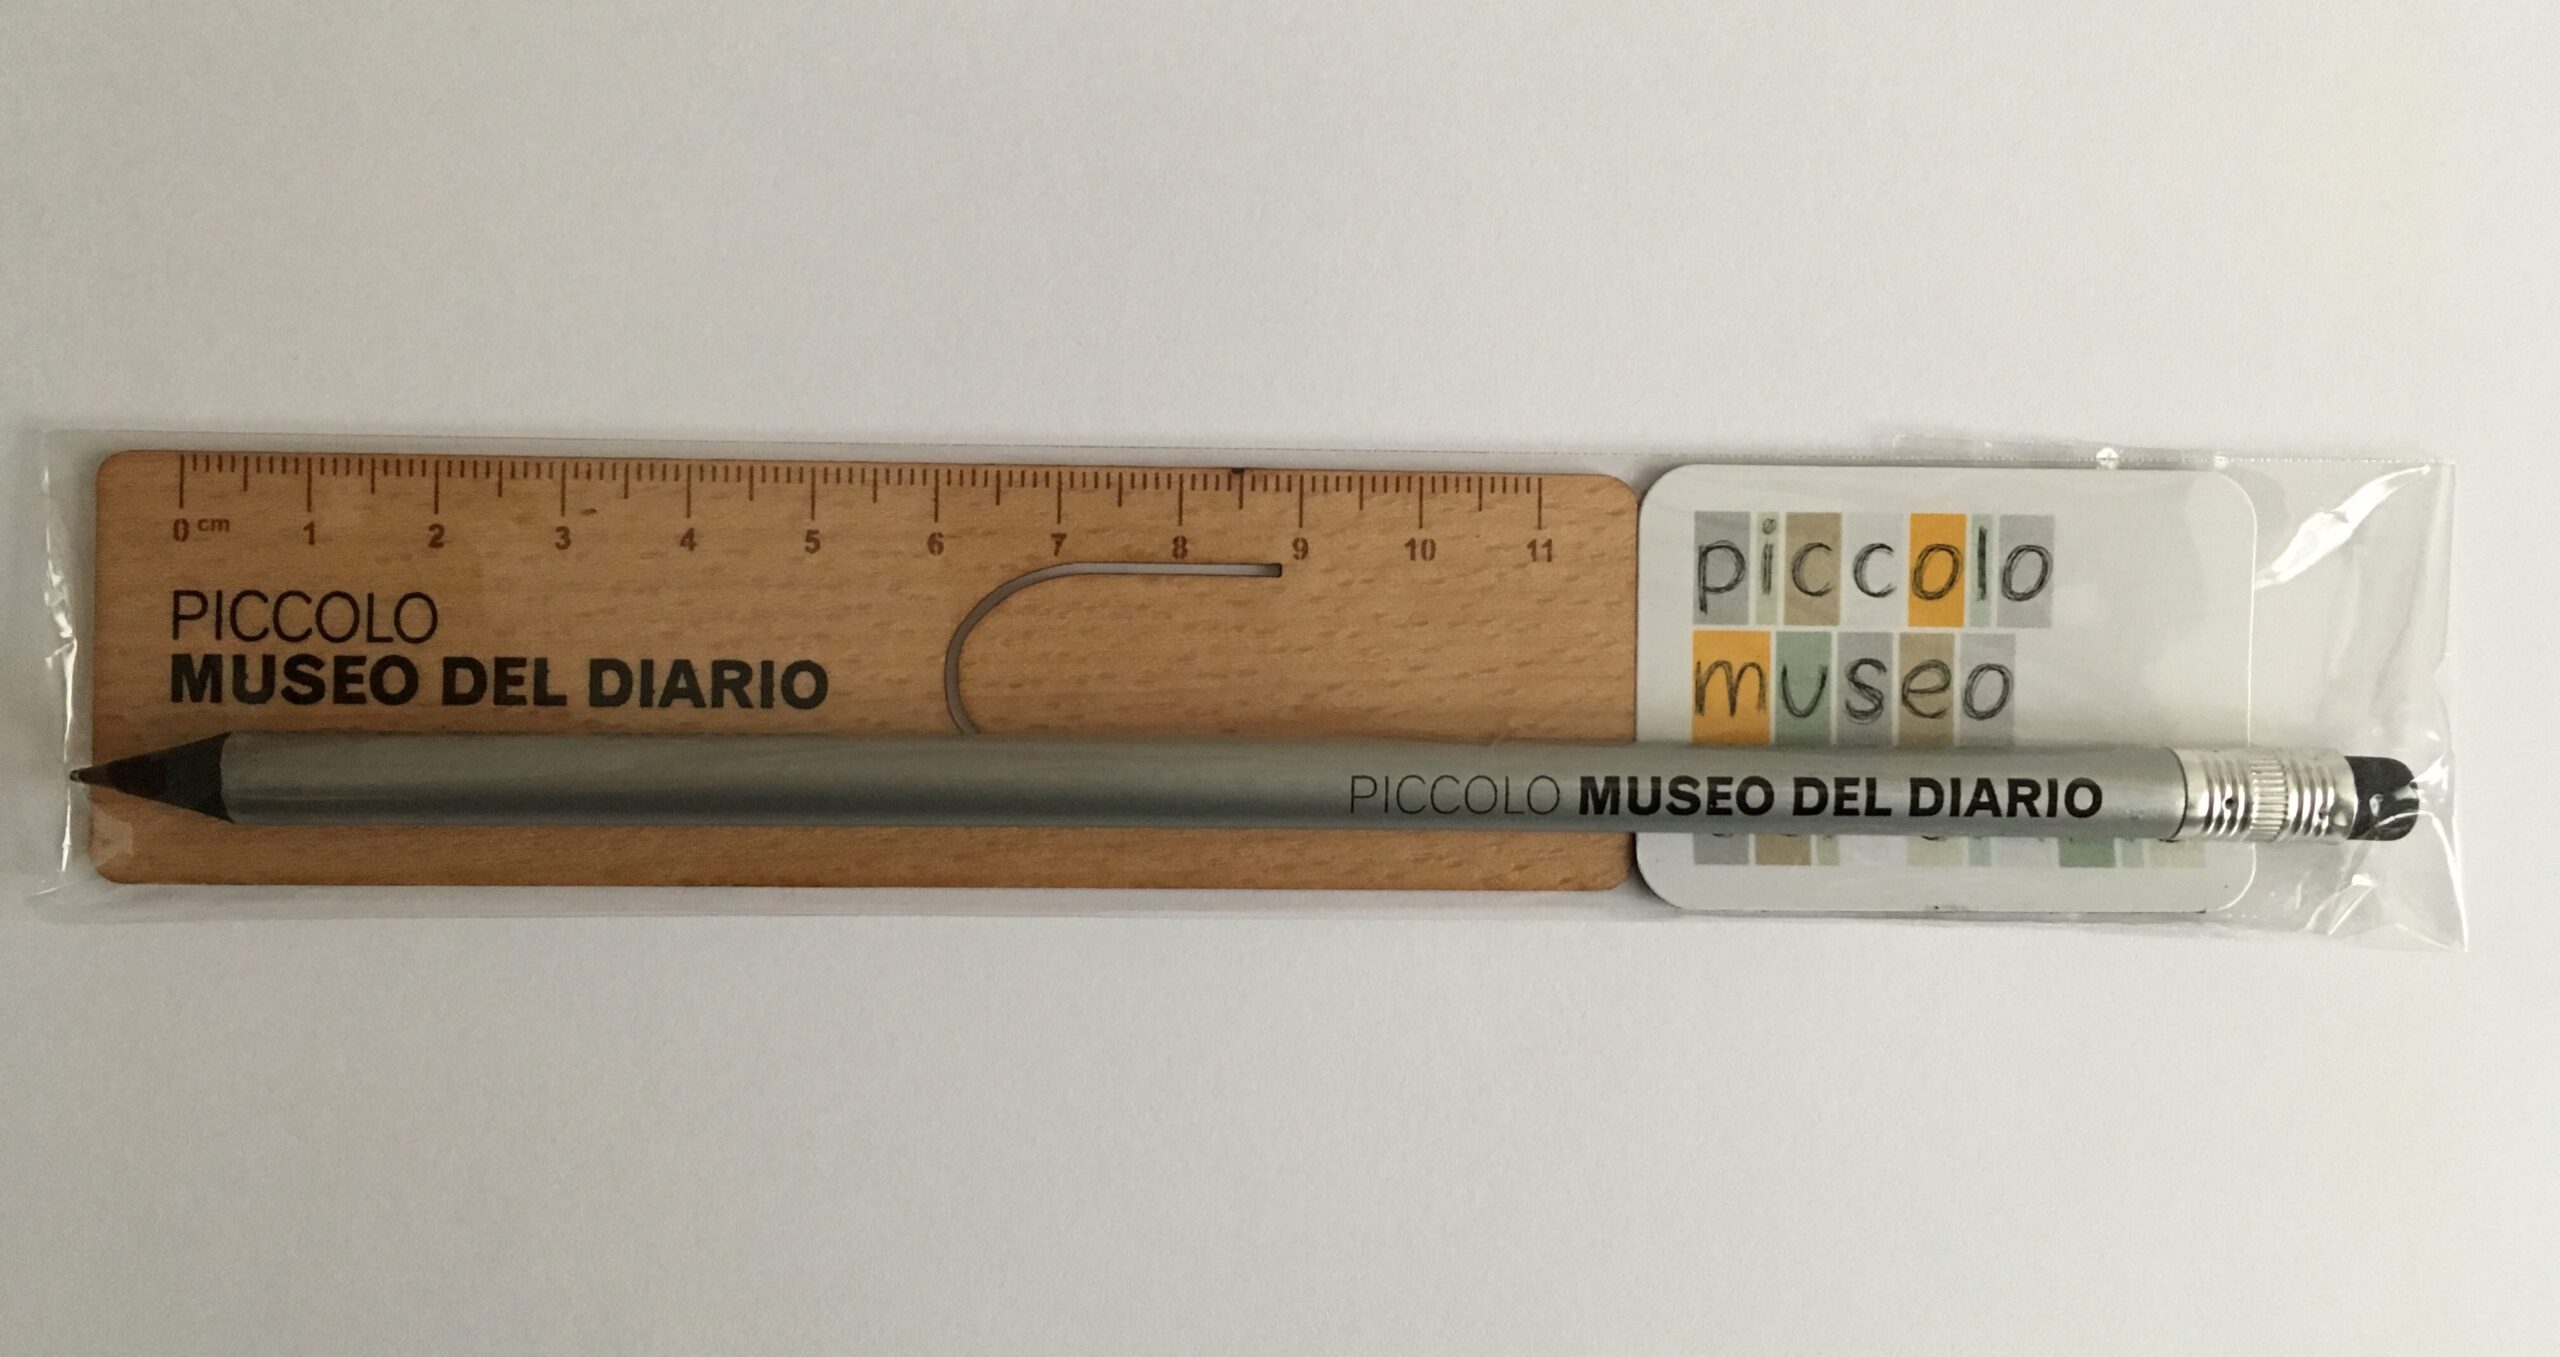 0 cm 1 2 3 4 5 6 7 8 9 10 11
PICCOLO
MUSEO DEL DIARIO
piccolo
museo
PICCOLO MUSEO DEL DIARIO